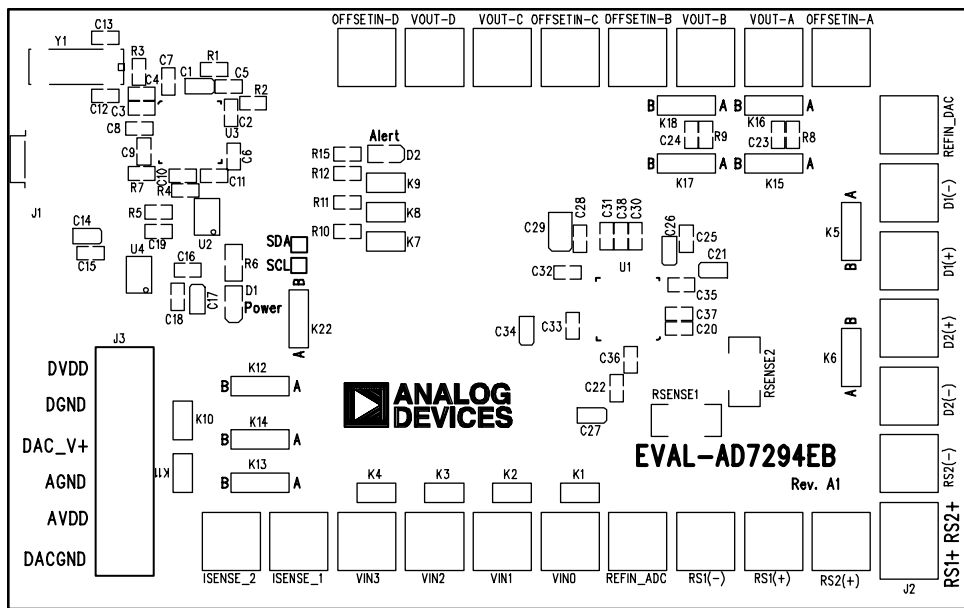 OFFSETIN-D VOUT-D VOUT-C OFFSETIN-C OFFSETIN-B VOUT-B VOUT-A OFFSETIN-A
C13
Y1
R3
C7
R1
C4
C1
C5
R2
C12
C3
C2
C8
U3
C9
C6
R7
C10
C11
R4
J1
R5
C19
U2
C14
C15
U4
C16
R6
C18
C17
D1
Power
Alert
R15
D2
R12
K9
R11
K8
R10
K7
SDA
SCL
B
K22
A
B A
K18
C24
R9
B A
K17
B A
K16
C23
R8
B A
K15
REFIN_DAC
D1(-)
D1(+)
D2(+)
D2(-)
RS2(-)
A
K5
B
B
K6
A
C29
C28
C31
C38
C30
C26
C25
U1
C21
C32
C35
C37
C20
C34
C33
C36
C22
C27
RSENSE1
RSENSE2
J3
DVDD
DGND
DAC_V+
AGND
AVDD
DACGND
K10
K11
K12
B A
K14
B A
K13
B A
ANALOG
DEVICES
EVAL-AD7294EB
Rev. A1
K4 K3 K2 K1
ISENSE_2 ISENSE_1 VIN3 VIN2 VIN1 VIN0 REFIN_ADC RS1(-) RS1(+) RS2(+)
J2
RS1+ RS2+